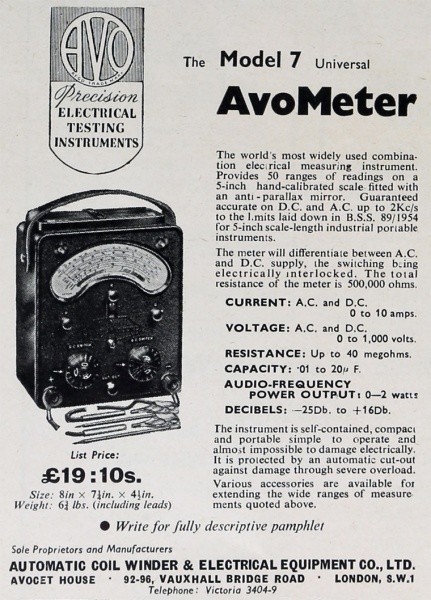 AVO
REGD TRADE MARK
Precision
ELECTRICAL
TESTING
INSTRUMENTS
The Model 7 Universal
AvoMeter
The world's most widely used combina-
tion electrical measuring instrument.
Provides 50 ranges of readings on a
5-inch hand-calibrated scale fitted with
an anti-parallax mirror. Guaranteed
accurate on D.C. and A.C. up to 2Kc/s
to the limits laid down in B.S.S. 89/1954
for 5-inch scale-length industrial portable
instruments.
The meter will differentiate between A.C.
and D.C. supply, the switching being
electrically interlocked. The total
resistance of the meter is 500,000 ohms.
CURRENT: A.C. and D.C.
0 to 10 amps.
VOLTAGE: A.C. and D.C.
0 to 1,000 volts.
RESISTANCE: Up to 40 megohms.
CAPACITY: ·01 to 20μ F.
AUDIO-FREQUENCY
POWER OUTPUT: 0—2 watts
DECIBELS: —25Db. to +16Db.
The instrument is self-contained, compact
and portable simple to operate and
almost impossible to damage electrically.
It is protected by an automatic cut-out
against damage through severe overload.
Various accessories are available for
extending the wide ranges of measure-
ments quoted above.
List Price:
£19:10s.
Size: 8in × 7¼in. × 4½in.
Weight: 6¾ lbs. (including leads)
● Write for fully descriptive pamphlet
Sole Proprietors and Manufacturers
AUTOMATIC COIL WINDER & ELECTRICAL EQUIPMENT CO., LTD.
AVOCET HOUSE · 92-96, VAUXHALL BRIDGE ROAD · LONDON, S.W.1
Telephone: Victoria 3404-9